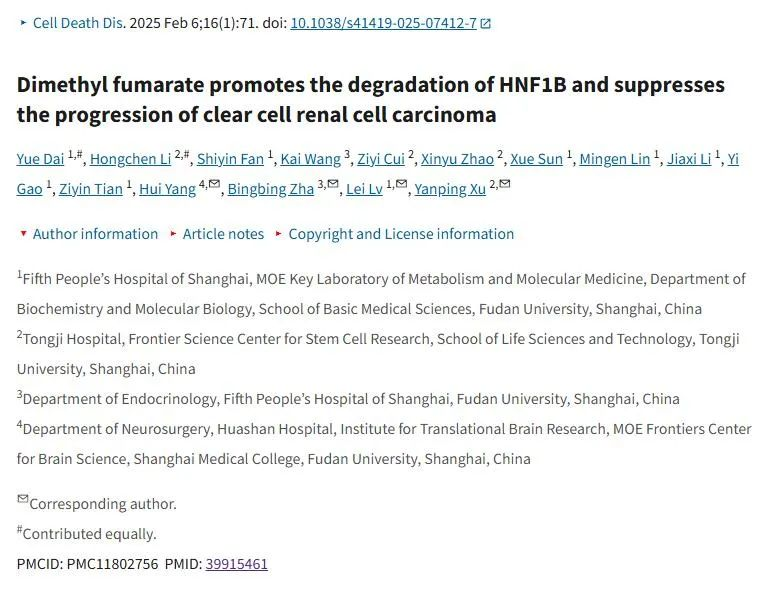 Cell Death Dis. 2025 Feb 6;16(1):71. doi: 10.1038/s41419-025-07412-7
Dimethyl fumarate promotes the degradation of HNF1B and suppresses
the progression of clear cell renal cell carcinoma
Yue Dai 1,#, Hongchen Li 2,#, Shiyin Fan 1, Kai Wang 3, Ziyi Cui 2, Xinyu Zhao 2, Xue Sun 1, Mingen Lin 1, Jiaxi Li 1, Yi
Gao 1, Ziyin Tian 1, Hui Yang 4,✉, Bingbing Zha 3,✉, Lei Lv 1,✉, Yanping Xu 2,✉
Author information Article notes Copyright and License information
1Fifth People's Hospital of Shanghai, MOE Key Laboratory of Metabolism and Molecular Medicine, Department of
Biochemistry and Molecular Biology, School of Basic Medical Sciences, Fudan University, Shanghai, China
2Tongji Hospital, Frontier Science Center for Stem Cell Research, School of Life Sciences and Technology, Tongji
University, Shanghai, China
3Department of Endocrinology, Fifth People's Hospital of Shanghai, Fudan University, Shanghai, China
4Department of Neurosurgery, Huashan Hospital, Institute for Translational Brain Research, MOE Frontiers Center
for Brain Science, Shanghai Medical College, Fudan University, Shanghai, China
✉Corresponding author.
#Contributed equally.
PMCID: PMC11802756 PMID: 39915461